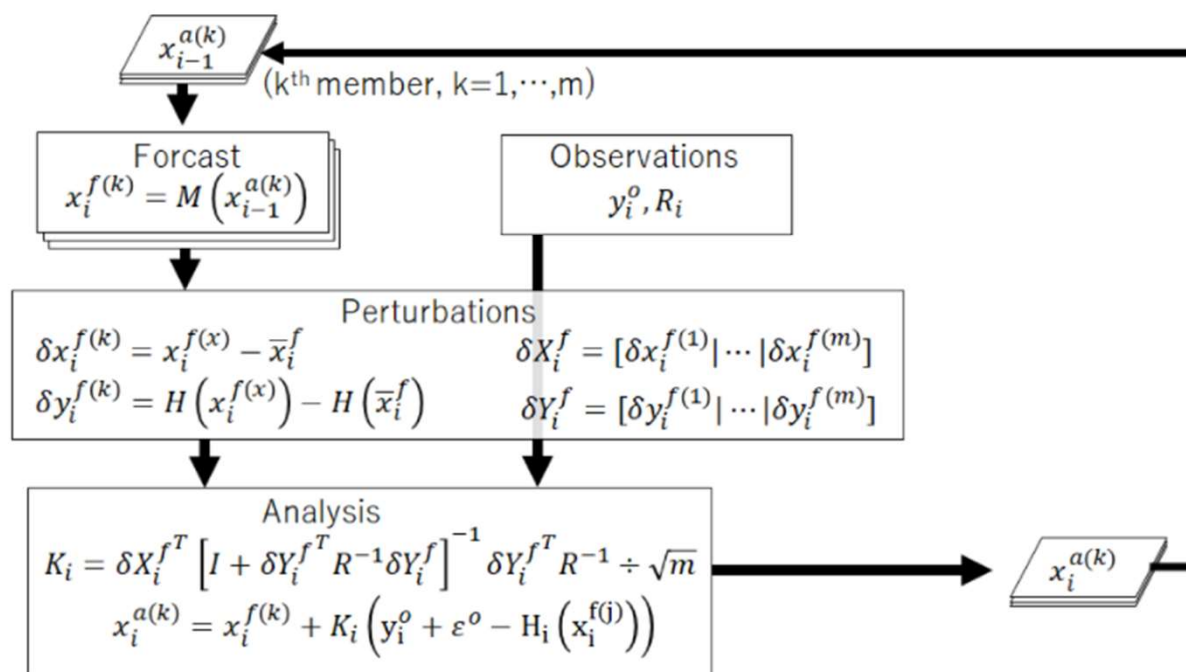 x_{i-1}^{a(k)}
(k^{th} member, k=1,⋯,m)
Forcast
x_i^{f(k)} = M(x_{i-1}^{a(k)})
Observations
y_i^o, R_i
Perturbations
δx_i^{f(k)} = x_i^{f(x)} − x̅_i^f
δy_i^{f(k)} = H(x_i^{f(x)}) − H(x̅_i^f)
δX_i^f = [δx_i^{f(1)}| ⋯ |δx_i^{f(m)}]
δY_i^f = [δy_i^{f(1)}| ⋯ |δy_i^{f(m)}]
Analysis
K_i = δX_i^{f^T} [I + δY_i^{f^T} R^{−1} δY_i^f]^{−1} δY_i^{f^T} R^{−1} ÷ √m
x_i^{a(k)} = x_i^{f(k)} + K_i (y_i^o + ε^o − H_i (x_i^{f(j)}))
x_i^{a(k)}